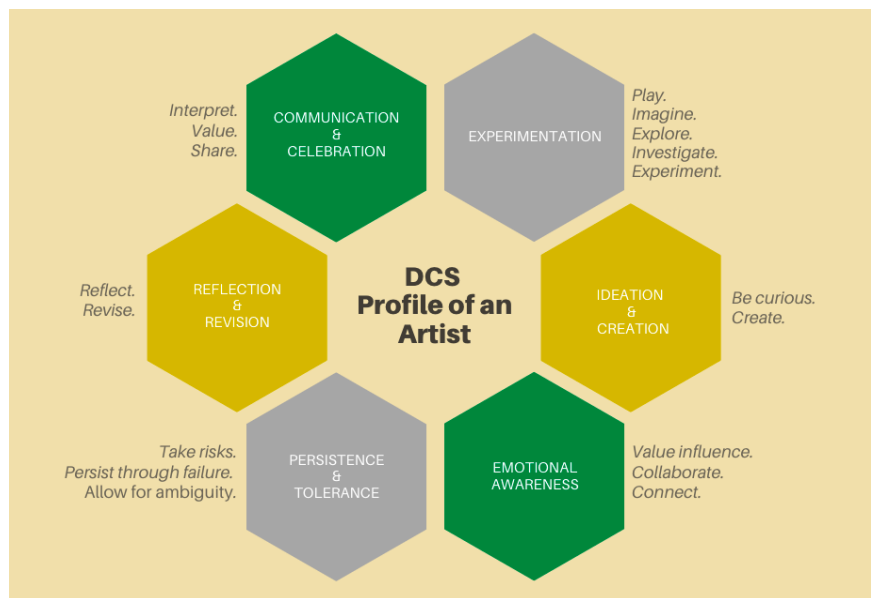 COMMUNICATION
&
CELEBRATION
Interpret.
Value.
Share.
EXPERIMENTATION
Play.
Imagine.
Explore.
Investigate.
Experiment.
REFLECTION
&
REVISION
Reflect.
Revise.
DCS
Profile of an
Artist
IDEATION
&
CREATION
Be curious.
Create.
PERSISTENCE
&
TOLERANCE
Take risks.
Persist through failure.
Allow for ambiguity.
EMOTIONAL
AWARENESS
Value influence.
Collaborate.
Connect.